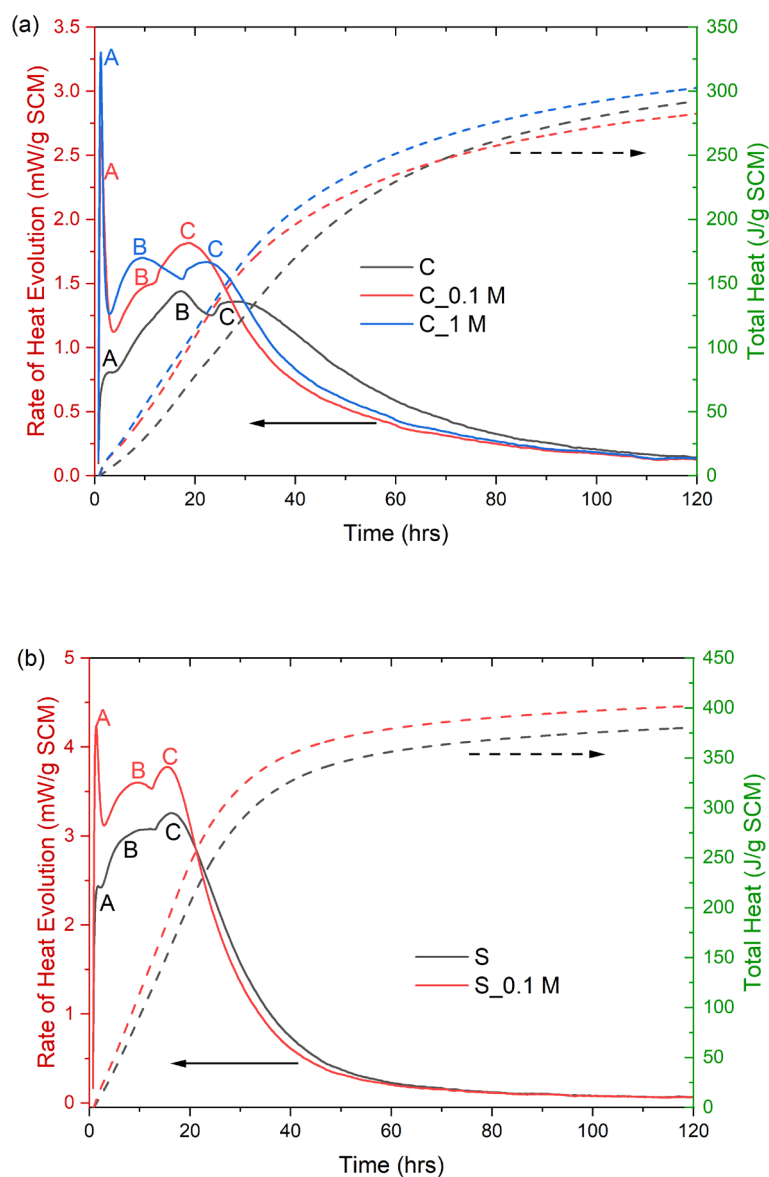 (a)
3.5
3.0
2.5
2.0
1.5
1.0
0.5
0.0
Rate of Heat Evolution (mW/g SCM)
350
300
250
200
150
100
50
0
Total Heat (J/g SCM)
A
A
A
B
B
B
C
C
C
C
C_0.1 M
C_1 M
0 20 40 60 80 100 120
Time (hrs)
(b)
5
4
3
2
1
0
Rate of Heat Evolution (mW/g SCM)
450
400
350
300
250
200
150
100
50
0
Total Heat (J/g SCM)
A
B
C
A
B
C
S
S_0.1 M
0 20 40 60 80 100 120
Time (hrs)